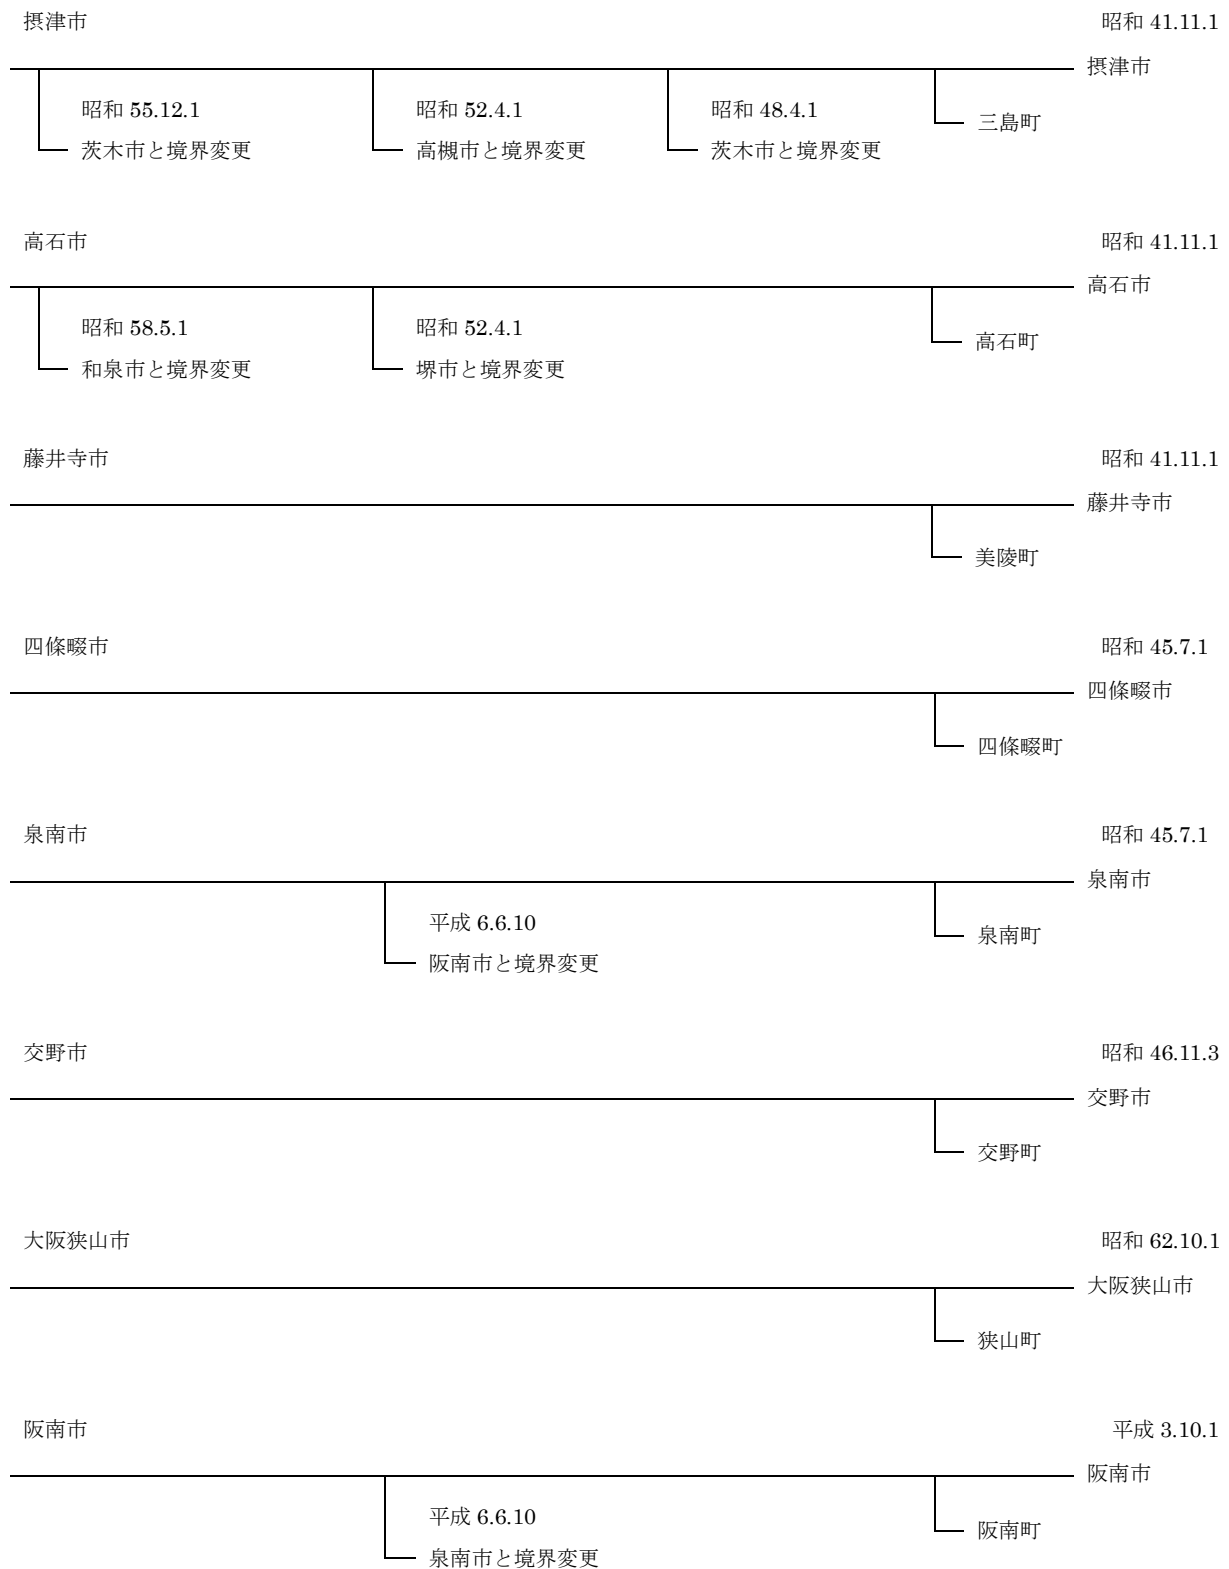 摂津市
昭和 41.11.1
摂津市
昭和 55.12.1
茨木市と境界変更
昭和 52.4.1
高槻市と境界変更
昭和 48.4.1
茨木市と境界変更
三島町
高石市
昭和 41.11.1
高石市
昭和 58.5.1
和泉市と境界変更
昭和 52.4.1
堺市と境界変更
高石町
藤井寺市
昭和 41.11.1
藤井寺市
美陵町
四條畷市
昭和 45.7.1
四條畷市
四條畷町
泉南市
昭和 45.7.1
泉南市
平成 6.6.10
阪南市と境界変更
泉南町
交野市
昭和 46.11.3
交野市
交野町
大阪狭山市
昭和 62.10.1
大阪狭山市
狭山町
阪南市
平成 3.10.1
阪南市
平成 6.6.10
泉南市と境界変更
阪南町